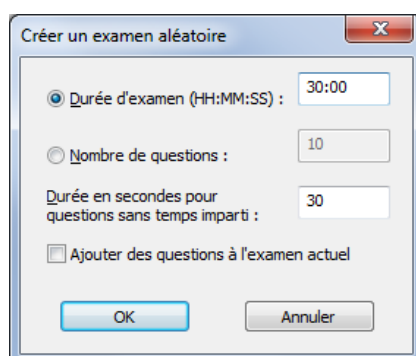 Créer un examen aléatoire
Durée d'examen (HH:MM:SS) : 30:00
Nombre de questions : 10
Durée en secondes pour
questions sans temps imparti : 30
Ajouter des questions à l'examen actuel
OK Annuler